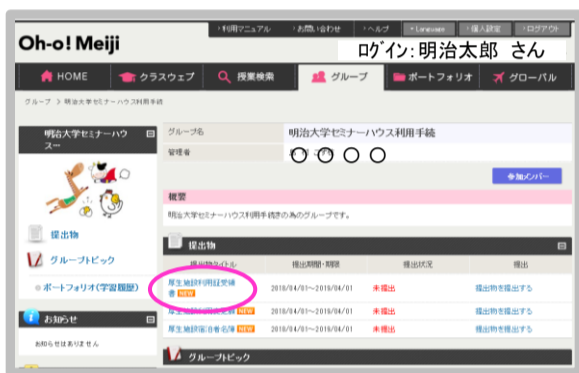 利用マニュアル お問い合わせ ヘルプ Language 個人設定 ログアウト
Oh-o! Meiji
ログイン:明治太郎 さん
HOME クラスウェブ 授業検索 グループ ポートフォリオ グローバル
グループ > 明治大学セミナーハウス利用手続
明治大学セミナーハウ
スー
グループ名 明治大学セミナーハウス利用手続
管理者 〇 〇 〇 〇
参加メンバー
概要
明治大学セミナーハウス利用手続きの為のグループです。
提出物
グループトピック
ポートフォリオ(学習履歴)
お知らせ
お知らせはありません
提出物
提出物タイトル 提出期間・期限 提出状況 提出
厚生施設利用証受領
書 NEW 2018/04/01~2019/04/01 未提出 提出物を提出する
NEW 2018/04/01~2019/04/01 未提出 提出物を提出する
厚生施設宿泊者名簿 NEW 2018/04/01~2019/04/01 未提出 提出物を提出する
グループトピック